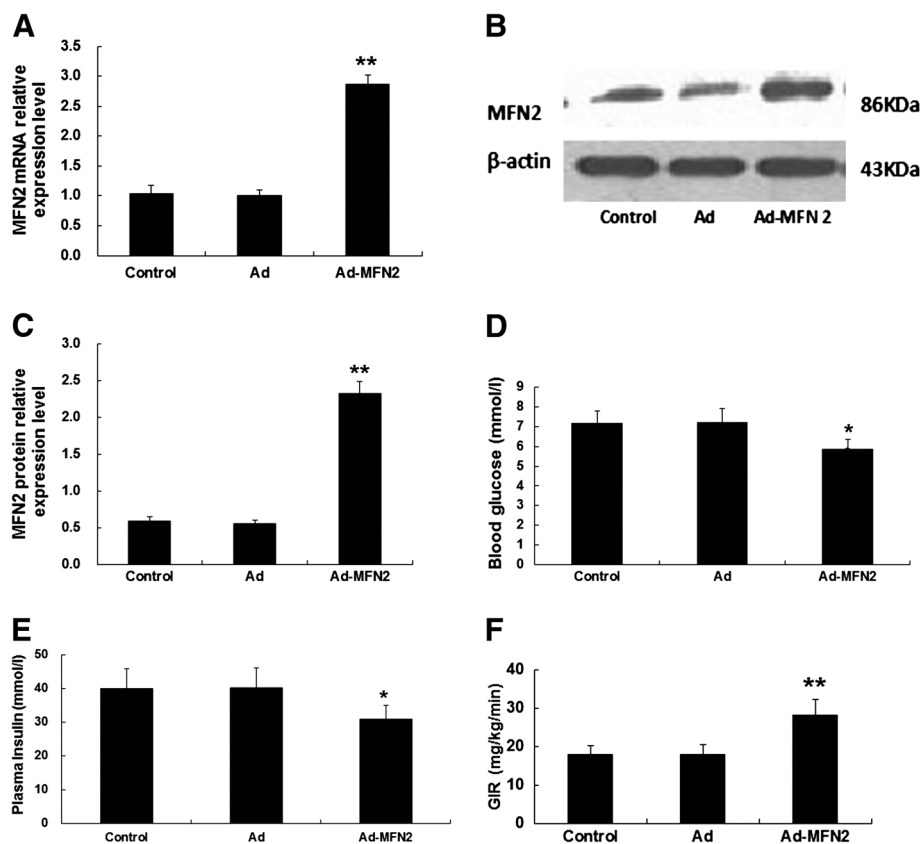 A
MFN2 mRNA relative
expression level
3.5
3.0
2.5
2.0
1.5
1.0
0.5
0.0
**
Control Ad Ad-MFN2
B
MFN2 86KDa
β-actin 43KDa
Control Ad Ad-MFN 2
C
MFN2 protein relative
expression level
3.0
2.5
2.0
1.5
1.0
0.5
0.0
**
Control Ad Ad-MFN2
D
Blood glucose (mmol/l)
9
8
7
6
5
4
3
2
1
0
*
Control Ad Ad-MFN2
E
Plasma Insulin (mmol/l)
50
40
30
20
10
0
*
Control Ad Ad-MFN2
F
GIR (mg/kg/min)
40
30
20
10
0
**
Control Ad Ad-MFN2